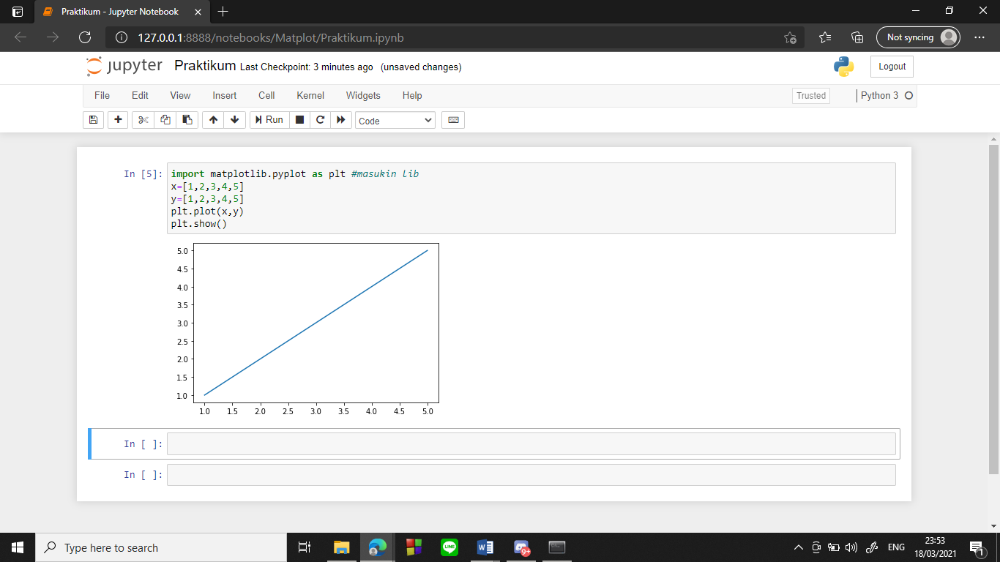 Praktikum - Jupyter Notebook
127.0.0.1:8888/notebooks/Matplot/Praktikum.ipynb
Not syncing
jupyter Praktikum Last Checkpoint: 3 minutes ago (unsaved changes)
Logout
File Edit View Insert Cell Kernel Widgets Help
Trusted
Python 3
Run
Code
In [5]: import matplotlib.pyplot as plt #masukin lib
x=[1,2,3,4,5]
y=[1,2,3,4,5]
plt.plot(x,y)
plt.show()
5.0
4.5
4.0
3.5
3.0
2.5
2.0
1.5
1.0
1.0 1.5 2.0 2.5 3.0 3.5 4.0 4.5 5.0
In [ ]:
In [ ]:
Type here to search
LINE
W
9+
ENG
23:53
18/03/2021
1